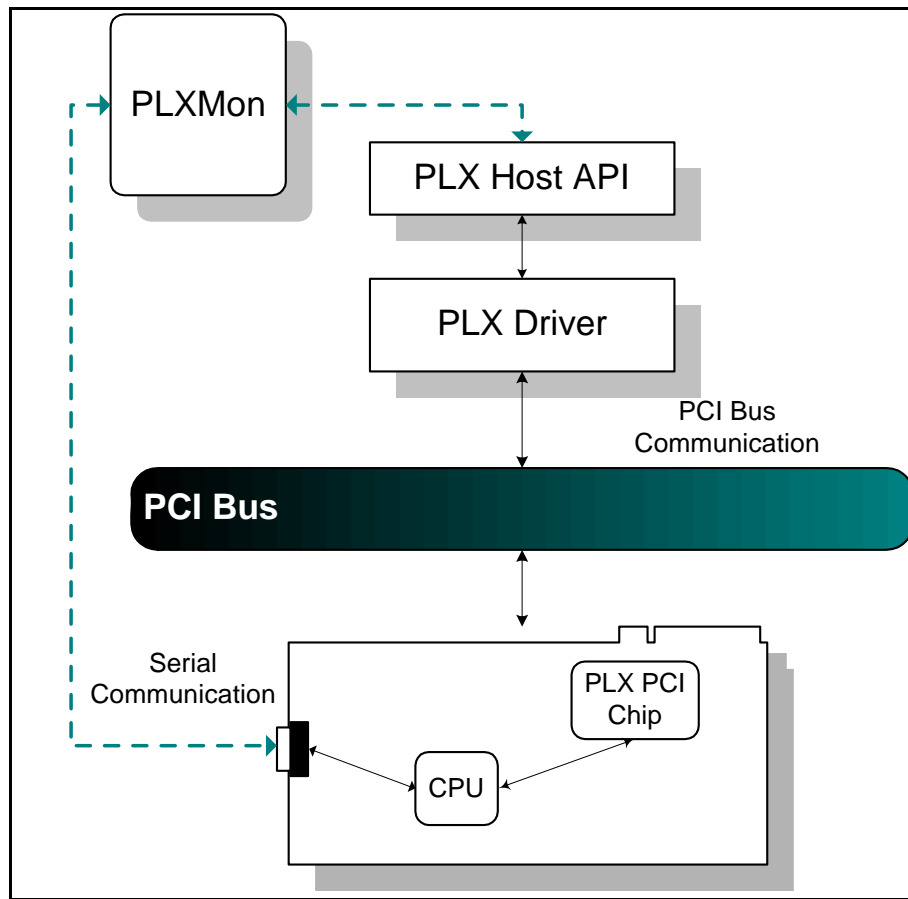 PLXMon
PLX Host API
PLX Driver
PCI Bus
Communication
PCI Bus
Serial
Communication
PLX PCI
Chip
CPU